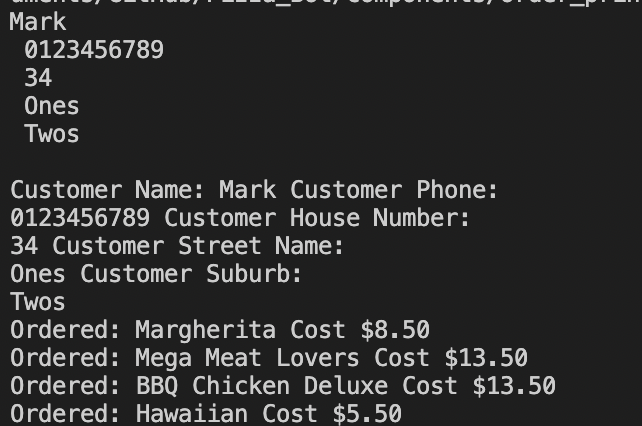 Mark
0123456789
34
Ones
Twos
Customer Name: Mark Customer Phone:
0123456789 Customer House Number:
34 Customer Street Name:
Ones Customer Suburb:
Twos
Ordered: Margherita Cost $8.50
Ordered: Mega Meat Lovers Cost $13.50
Ordered: BBQ Chicken Deluxe Cost $13.50
Ordered: Hawaiian Cost $5.50